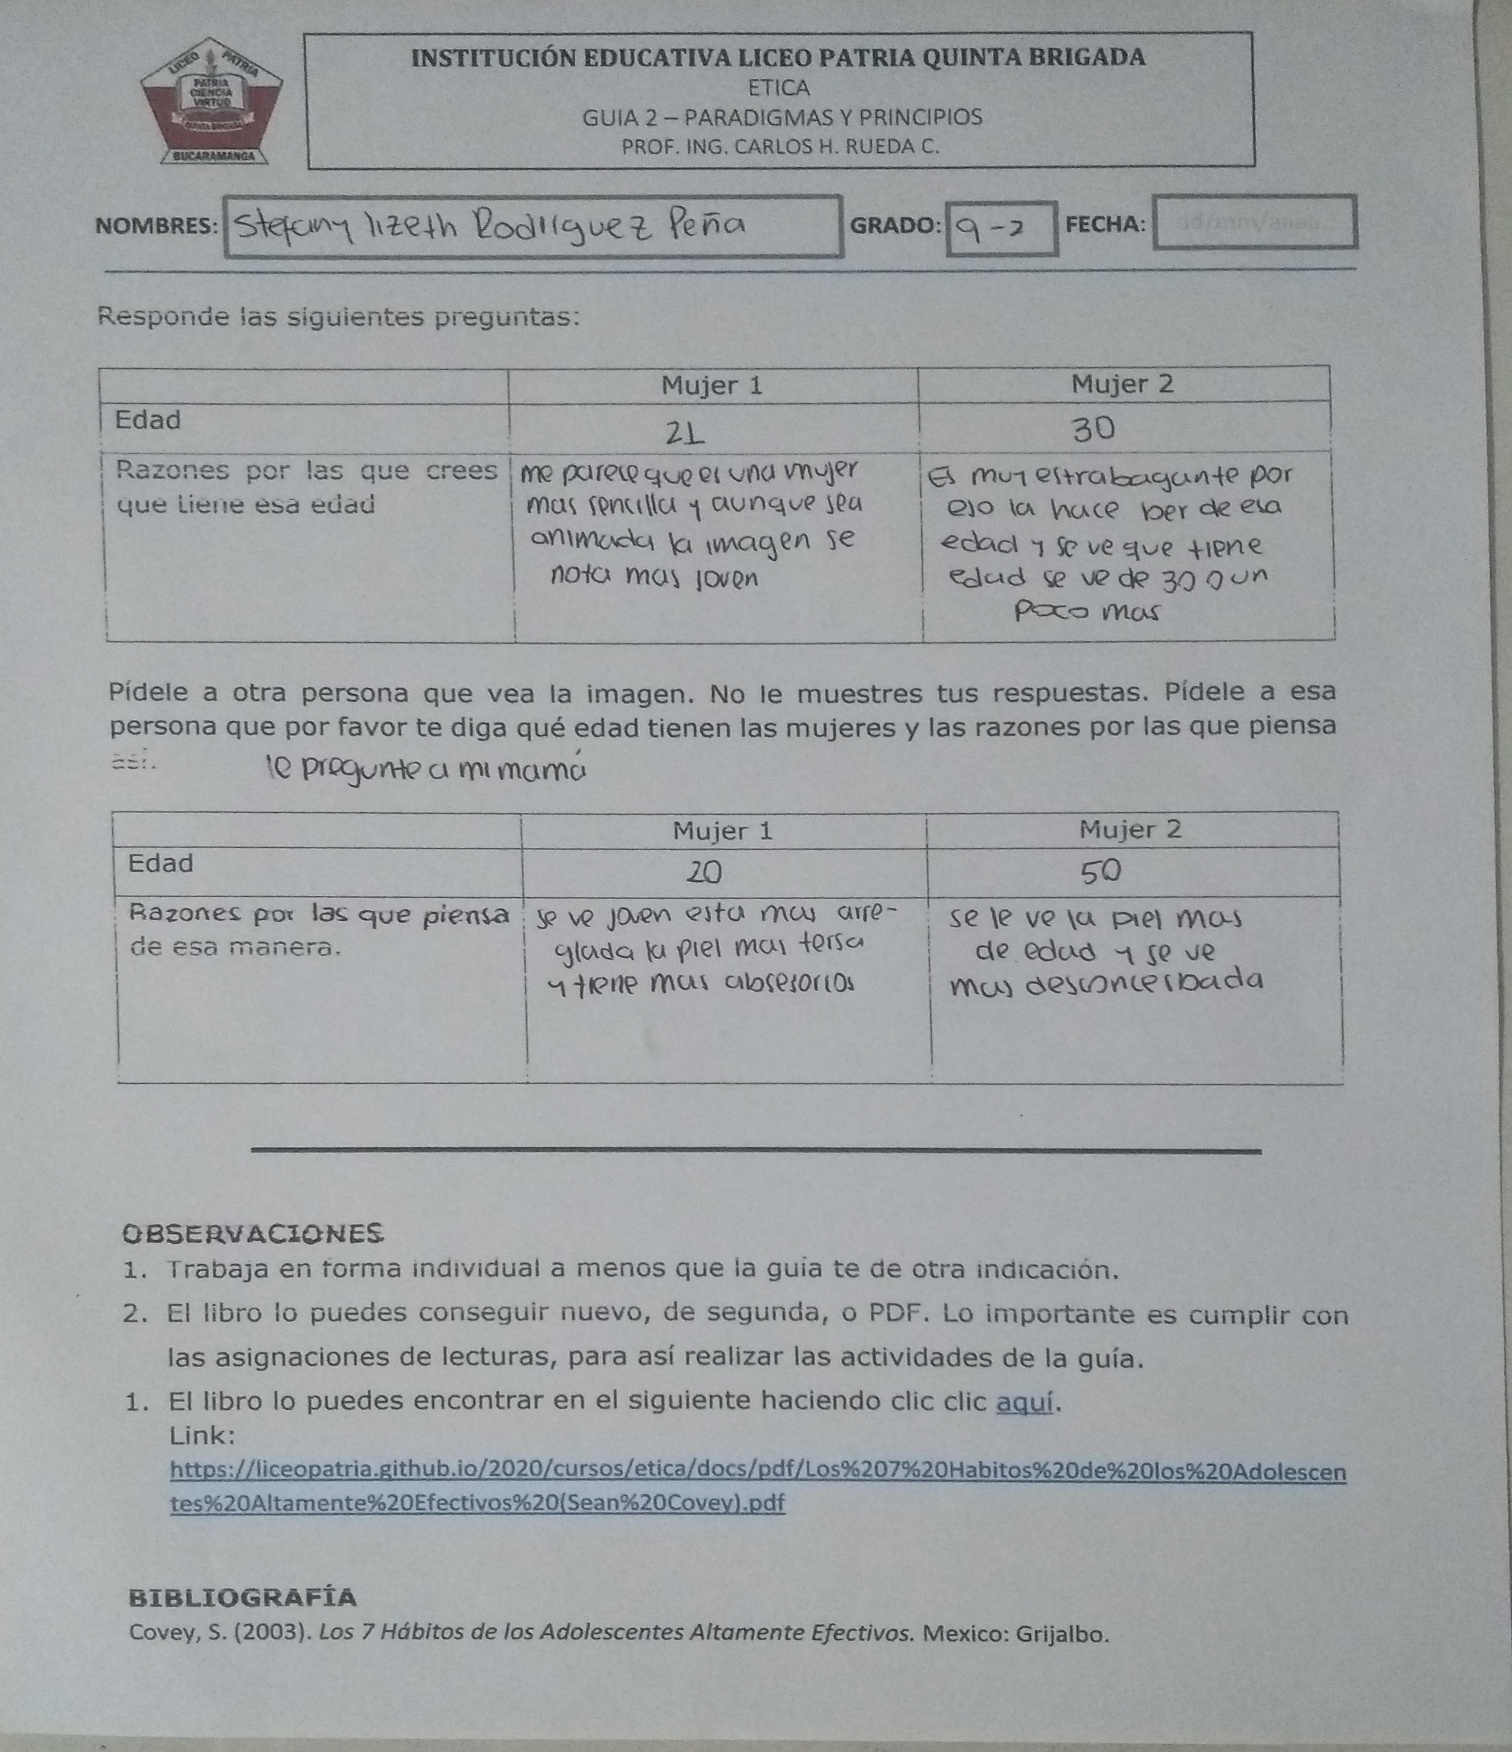 LICEO PATRIA
PATRIA
CIENCIA
VIRTUD
QUINTA BRIGADA
BUCARAMANGA
INSTITUCIÓN EDUCATIVA LICEO PATRIA QUINTA BRIGADA
ETICA
GUIA 2 – PARADIGMAS Y PRINCIPIOS
PROF. ING. CARLOS H. RUEDA C.
NOMBRES: Stefany lizeth Rodriguez Peña GRADO: 9-2 FECHA: dd/mm/aaaa
Responde las siguientes preguntas:
Mujer 1 Mujer 2
Edad 21 30
Razones por las que crees me parece que es una mujer Es muy estrabagante por
que tiene esa edad mas sencilla y aunque sea eso la hace ber de esa
animada la imagen se edad y se ve que tiene
nota mas joven edad se ve de 30 o un
poco mas
Pídele a otra persona que vea la imagen. No le muestres tus respuestas. Pídele a esa
persona que por favor te diga qué edad tienen las mujeres y las razones por las que piensa
así. le pregunte a mi mamá
Mujer 1 Mujer 2
Edad 20 50
Razones por las que piensa se ve joven esta mas arre- se le ve la piel mas
de esa manera. glada la piel mas tersa de edad y se ve
y tiene mas absesorios mas desconcerbada
OBSERVACIONES
1. Trabaja en forma individual a menos que la guia te de otra indicación.
2. El libro lo puedes conseguir nuevo, de segunda, o PDF. Lo importante es cumplir con
las asignaciones de lecturas, para así realizar las actividades de la guía.
1. El libro lo puedes encontrar en el siguiente haciendo clic clic aquí.
Link:
https://liceopatria.github.io/2020/cursos/etica/docs/pdf/Los%207%20Habitos%20de%20los%20Adolescen
tes%20Altamente%20Efectivos%20(Sean%20Covey).pdf
BIBLIOGRAFÍA
Covey, S. (2003). Los 7 Hábitos de los Adolescentes Altamente Efectivos. Mexico: Grijalbo.